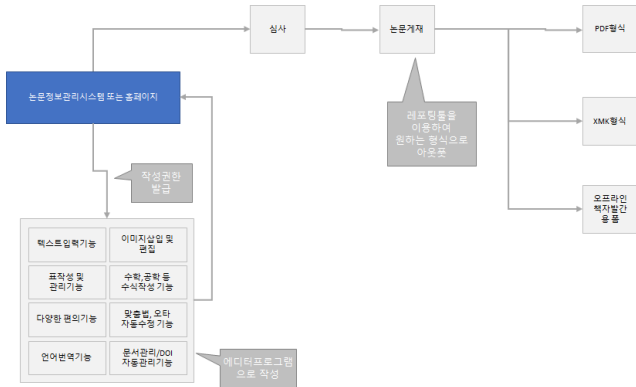 심사
논문게재
PDF형식
논문정보관리시스템 또는 홈페이지
XMK형식
레포팅툴을
이용하여
원하는 형식으로
아웃풋
작성권한
발급
오프라인
책자발간
용 폼
텍스트입력기능
이미지삽입 및
편집
표작성 및
관리기능
수학,공학 등
수식작성 기능
다양한 편의기능
맞춤법, 오타
자동수정 기능
언어번역기능
문서관리/DOI
자동관리기능
에디터프로그램
으로 작성